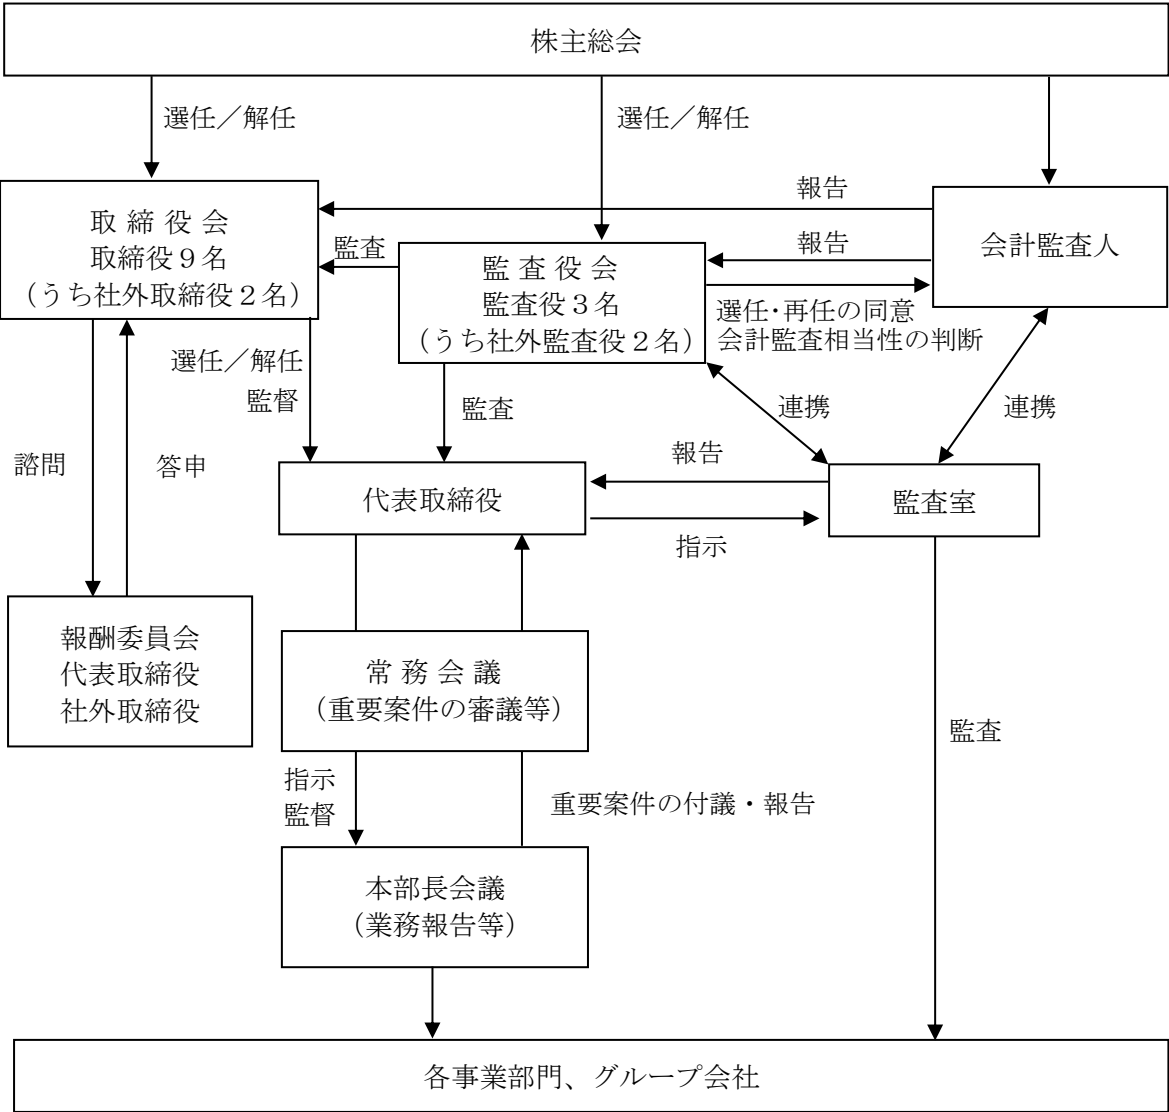 株主総会
選任／解任
選任／解任
報告
取 締 役 会
取締役９名
（うち社外取締役２名）
監査
監 査 役 会
監査役３名
（うち社外監査役２名）
報告
会計監査人
選任･再任の同意
会計監査相当性の判断
選任／解任
監督
監査
連携
連携
諮問
答申
報告
代表取締役
監査室
指示
報酬委員会
代表取締役
社外取締役
常 務 会 議
（重要案件の審議等）
監査
指示
監督
重要案件の付議・報告
本部長会議
（業務報告等）
各事業部門、グループ会社